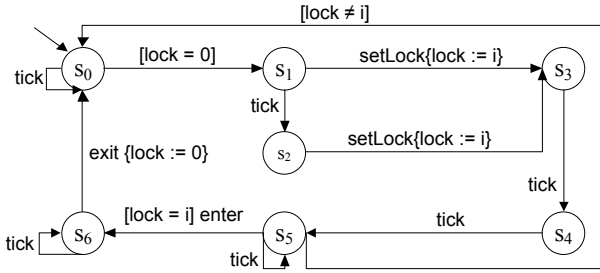 [lock ≠ i]
s0 [lock = 0] s1 setLock{lock := i} s3
tick
tick
s2 setLock{lock := i}
exit {lock := 0}
tick
[lock = i] enter
tick
s6 s5 s4
tick
tick